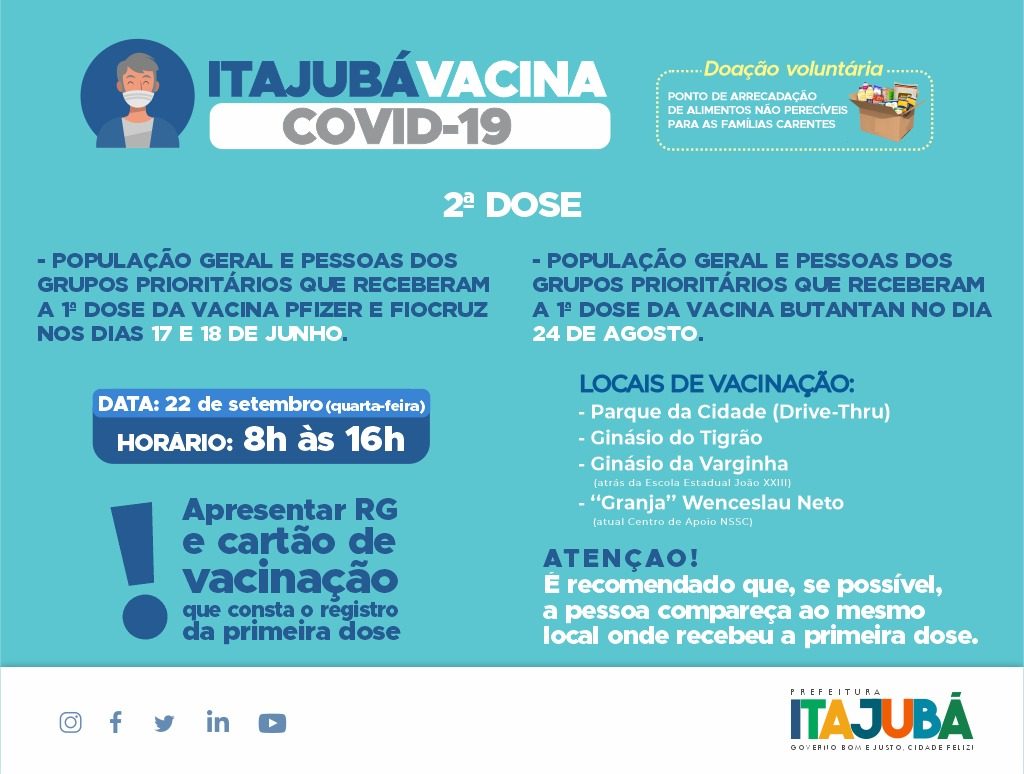 ITAJUBÁVACINA
COVID-19
Doação voluntária
PONTO DE ARRECADAÇÃO
DE ALIMENTOS NÃO PERECÍVEIS
PARA AS FAMÍLIAS CARENTES
2ª DOSE
- POPULAÇÃO GERAL E PESSOAS DOS
GRUPOS PRIORITÁRIOS QUE RECEBERAM
A 1ª DOSE DA VACINA PFIZER E FIOCRUZ
NOS DIAS 17 E 18 DE JUNHO.
- POPULAÇÃO GERAL E PESSOAS DOS
GRUPOS PRIORITÁRIOS QUE RECEBERAM
A 1ª DOSE DA VACINA BUTANTAN NO DIA
24 DE AGOSTO.
DATA: 22 de setembro (quarta-feira)
HORÁRIO: 8h às 16h
! Apresentar RG
e cartão de
vacinação
que consta o registro
da primeira dose
LOCAIS DE VACINAÇÃO:
- Parque da Cidade (Drive-Thru)
- Ginásio do Tigrão
- Ginásio da Varginha
(atrás da Escola Estadual João XXIII)
- “Granja” Wenceslau Neto
(atual Centro de Apoio NSSC)
ATENÇAO!
É recomendado que, se possível,
a pessoa compareça ao mesmo
local onde recebeu a primeira dose.
PREFEITURA
ITAJUBÁ
GOVERNO BOM E JUSTO, CIDADE FELIZ!